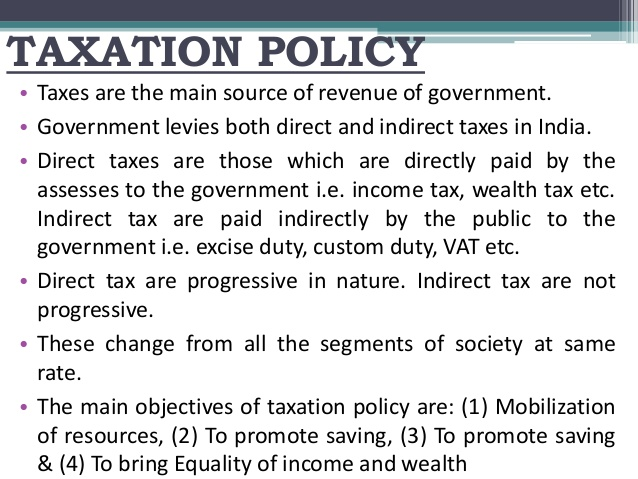 TAXATION POLICY
• Taxes are the main source of revenue of government.
• Government levies both direct and indirect taxes in India.
• Direct taxes are those which are directly paid by the
assesses to the government i.e. income tax, wealth tax etc.
Indirect tax are paid indirectly by the public to the
government i.e. excise duty, custom duty, VAT etc.
• Direct tax are progressive in nature. Indirect tax are not
progressive.
• These change from all the segments of society at same
rate.
• The main objectives of taxation policy are: (1) Mobilization
of resources, (2) To promote saving, (3) To promote saving
& (4) To bring Equality of income and wealth